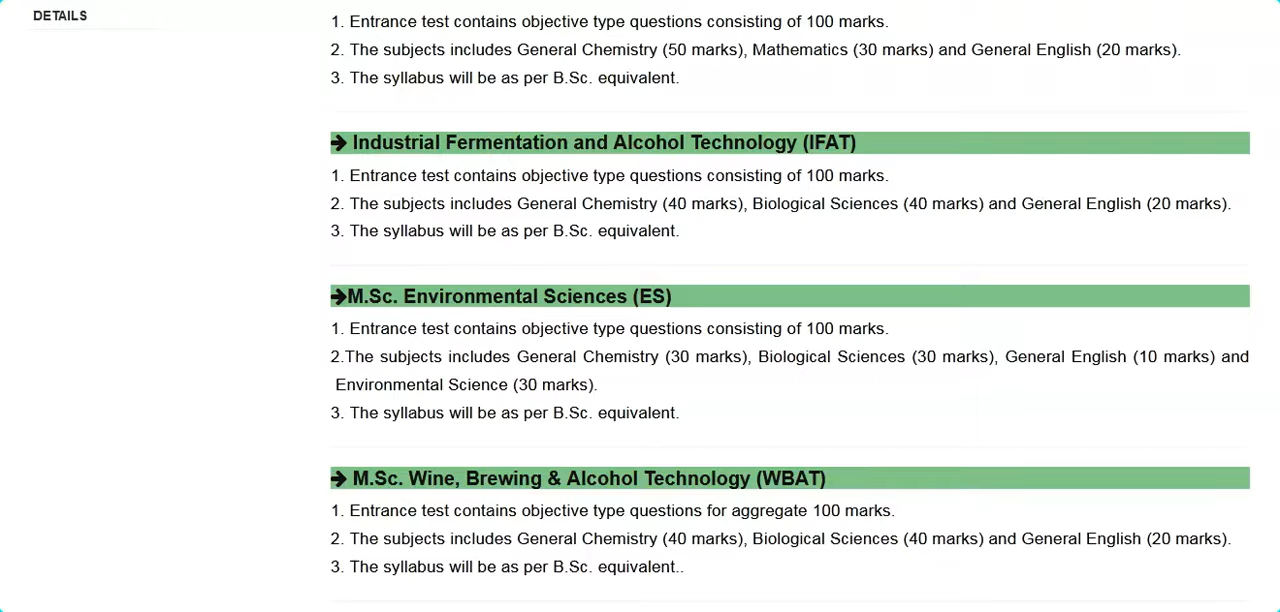 DETAILS
1. Entrance test contains objective type questions consisting of 100 marks.
2. The subjects includes General Chemistry (50 marks), Mathematics (30 marks) and General English (20 marks).
3. The syllabus will be as per B.Sc. equivalent.
➔ Industrial Fermentation and Alcohol Technology (IFAT)
1. Entrance test contains objective type questions consisting of 100 marks.
2. The subjects includes General Chemistry (40 marks), Biological Sciences (40 marks) and General English (20 marks).
3. The syllabus will be as per B.Sc. equivalent.
➔M.Sc. Environmental Sciences (ES)
1. Entrance test contains objective type questions consisting of 100 marks.
2.The subjects includes General Chemistry (30 marks), Biological Sciences (30 marks), General English (10 marks) and
Environmental Science (30 marks).
3. The syllabus will be as per B.Sc. equivalent.
➔ M.Sc. Wine, Brewing & Alcohol Technology (WBAT)
1. Entrance test contains objective type questions for aggregate 100 marks.
2. The subjects includes General Chemistry (40 marks), Biological Sciences (40 marks) and General English (20 marks).
3. The syllabus will be as per B.Sc. equivalent..